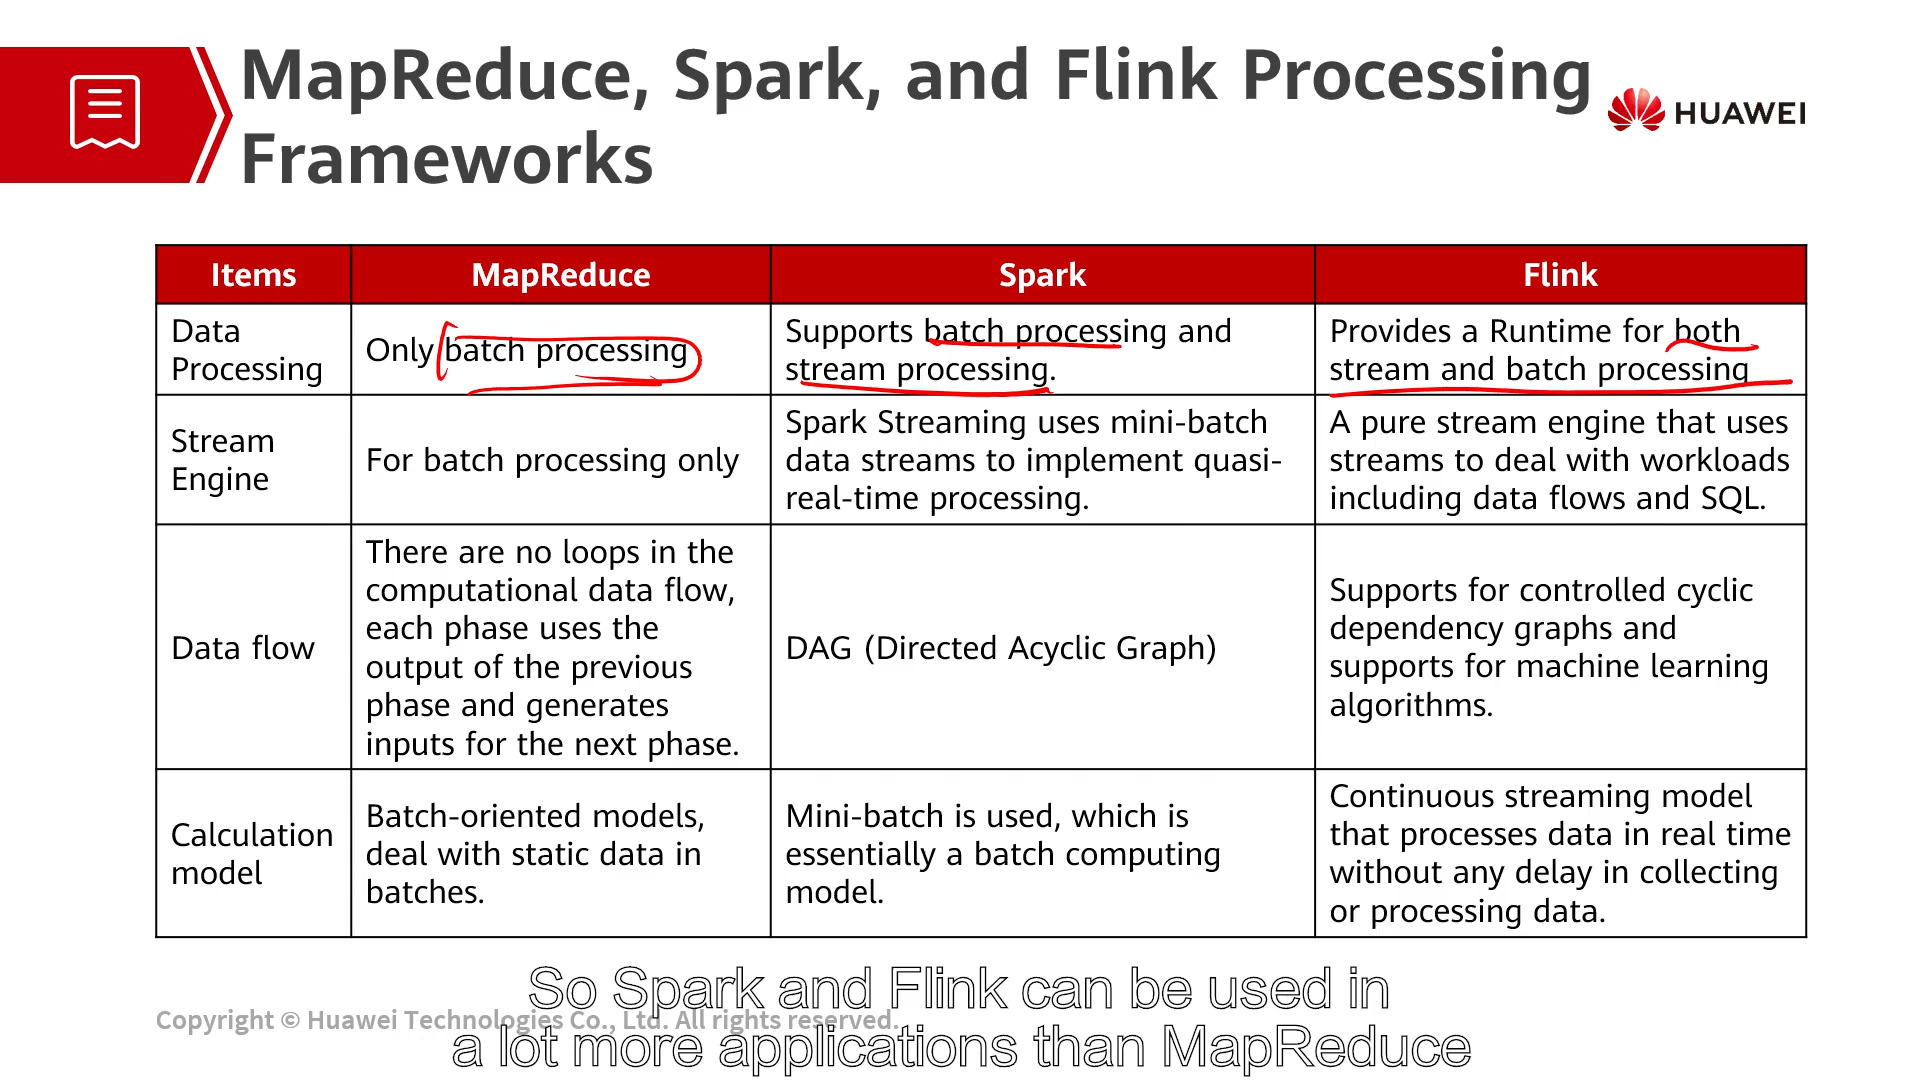 MapReduce, Spark, and Flink Processing
Frameworks
HUAWEI
Items
MapReduce
Spark
Flink
Data
Processing
Only batch processing
Supports batch processing and
stream processing.
Provides a Runtime for both
stream and batch processing
Stream
Engine
For batch processing only
Spark Streaming uses mini-batch
data streams to implement quasi-
real-time processing.
A pure stream engine that uses
streams to deal with workloads
including data flows and SQL.
Data flow
There are no loops in the
computational data flow,
each phase uses the
output of the previous
phase and generates
inputs for the next phase.
DAG (Directed Acyclic Graph)
Supports for controlled cyclic
dependency graphs and
supports for machine learning
algorithms.
Calculation
model
Batch-oriented models,
deal with static data in
batches.
Mini-batch is used, which is
essentially a batch computing
model.
Continuous streaming model
that processes data in real time
without any delay in collecting
or processing data.
So Spark and Flink can be used in
Copyright © Huawei Technologies Co., Ltd. All rights reserved.
a lot more applications than MapReduce